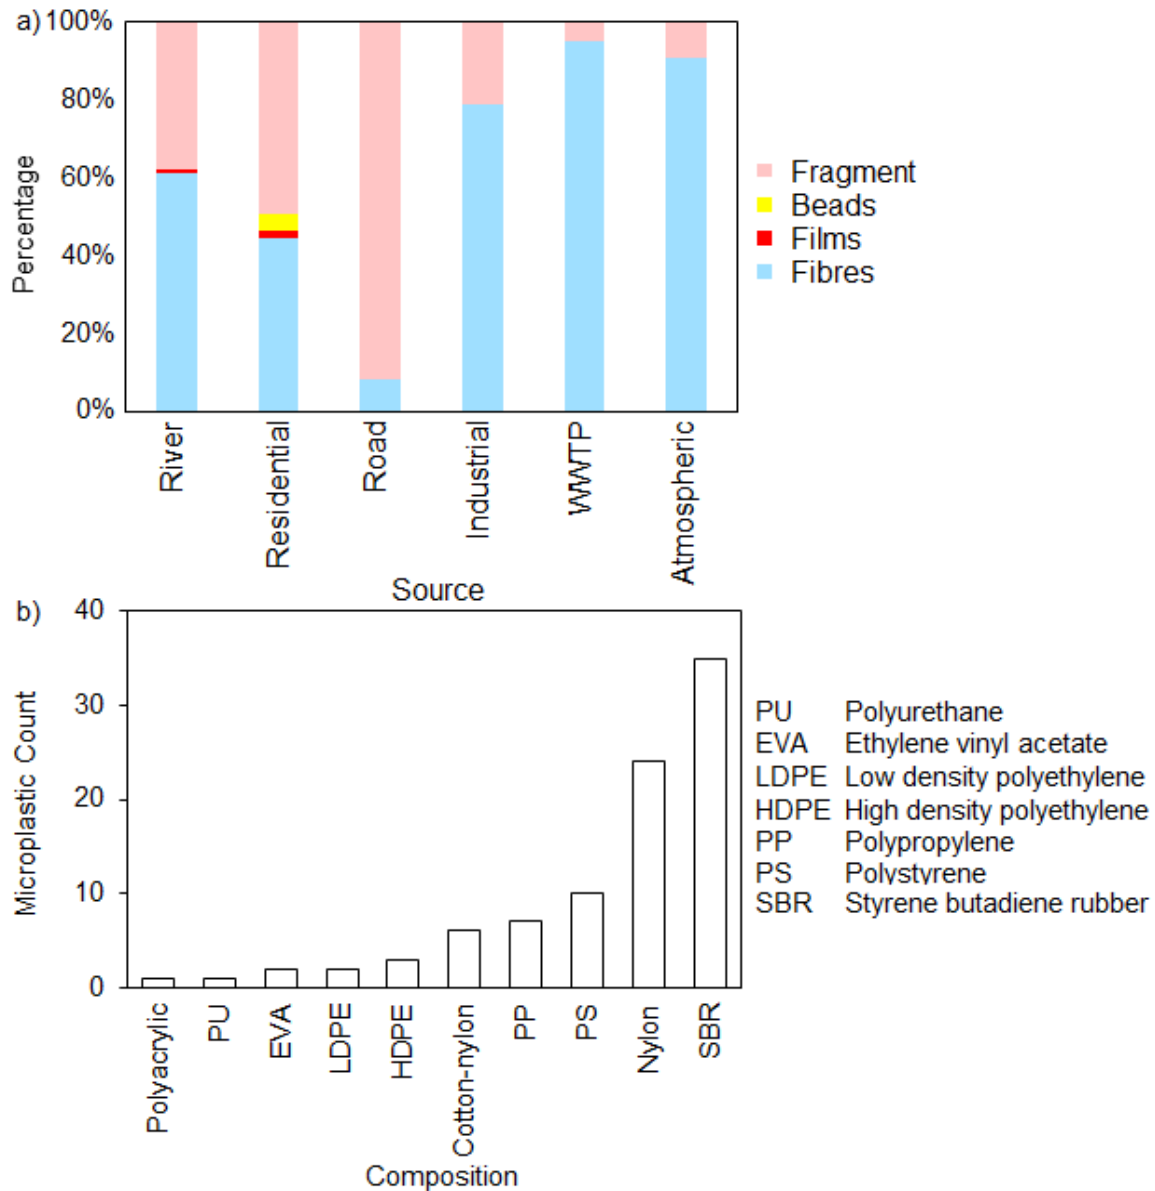 a)
100%
80%
60%
40%
20%
0%
Percentage
River
Residential
Road
Industrial
WWTP
Atmospheric
Source
Fragment
Beads
Films
Fibres
b)
40
30
20
10
0
Microplastic Count
Polyacrylic
PU
EVA
LDPE
HDPE
Cotton-nylon
PP
PS
Nylon
SBR
Composition
PU Polyurethane
EVA Ethylene vinyl acetate
LDPE Low density polyethylene
HDPE High density polyethylene
PP Polypropylene
PS Polystyrene
SBR Styrene butadiene rubber